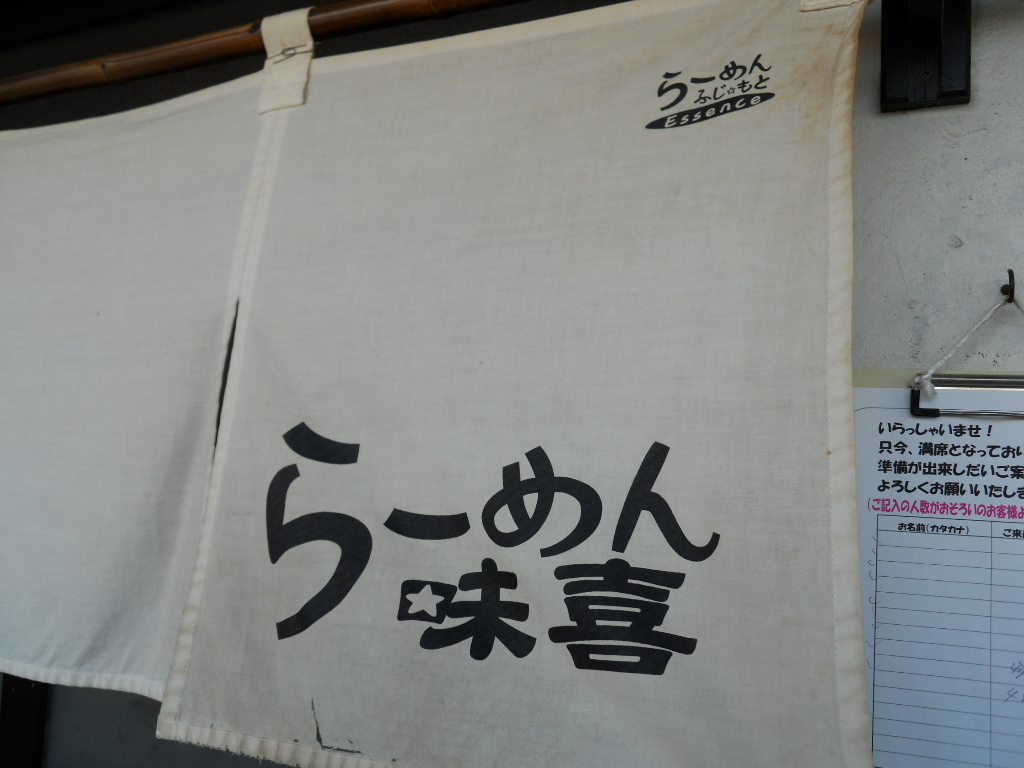 らーめん
ふじ☆もと
Essence
らーめん
味喜
いらっしゃいませ！
只今、満席となっておい
準備が出来しだいご案
よろしくお願いいたしま
(ご記入の人数がおそろいのお客様よ
お名前(カタカナ)
ご来